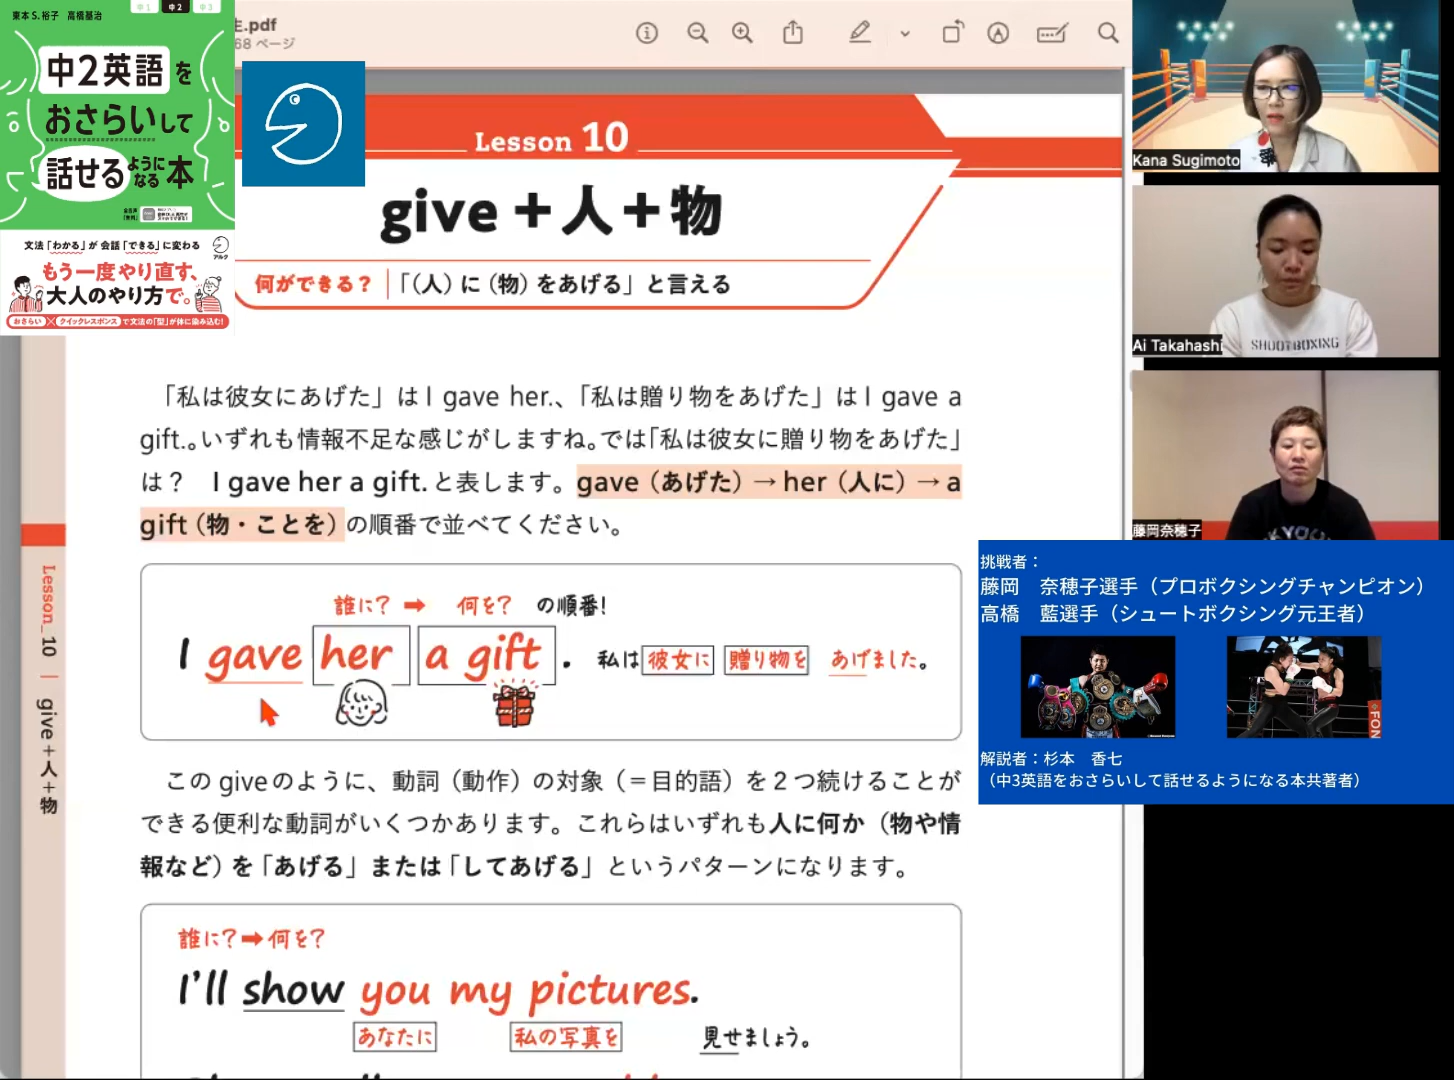 東本S.裕子 高橋基治
中1 中2 中3
中2英語を
おさらいして
話せるようになる本
文法「わかる」が会話「できる」に変わる
アルク
もう一度やり直す、
大人のやり方で。
おさらい×クイックレスポンスで文法の「型」が体に染み込む!
.pdf
68 ページ
Lesson 10
give＋人＋物
何ができる？ 「（人）に（物）をあげる」と言える
「私は彼女にあげた」はI gave her.、「私は贈り物をあげた」はI gave a
gift.。いずれも情報不足な感じがしますね。では「私は彼女に贈り物をあげた」
は？ I gave her a gift. と表します。gave（あげた）→ her（人に）→ a
gift（物・ことを）の順番で並べてください。
誰に？ ➡ 何を？ の順番！
I gave her a gift . 私は 彼女に 贈り物を あげました。
このgiveのように、動詞（動作）の対象（＝目的語）を２つ続けることが
できる便利な動詞がいくつかあります。これらはいずれも人に何か（物や情
報など）を「あげる」または「してあげる」というパターンになります。
誰に？➡何を？
I'll show you my pictures.
あなたに 私の写真を 見せましょう。
Lesson_10 | give＋人＋物
Kana Sugimoto
Ai Takahashi
SHOOTBOXING
藤岡奈穂子
挑戦者：
藤岡 奈穂子選手（プロボクシングチャンピオン）
高橋 藍選手（シュートボクシング元王者）
FON
解説者：杉本 香七
（中3英語をおさらいして話せるようになる本共著者）